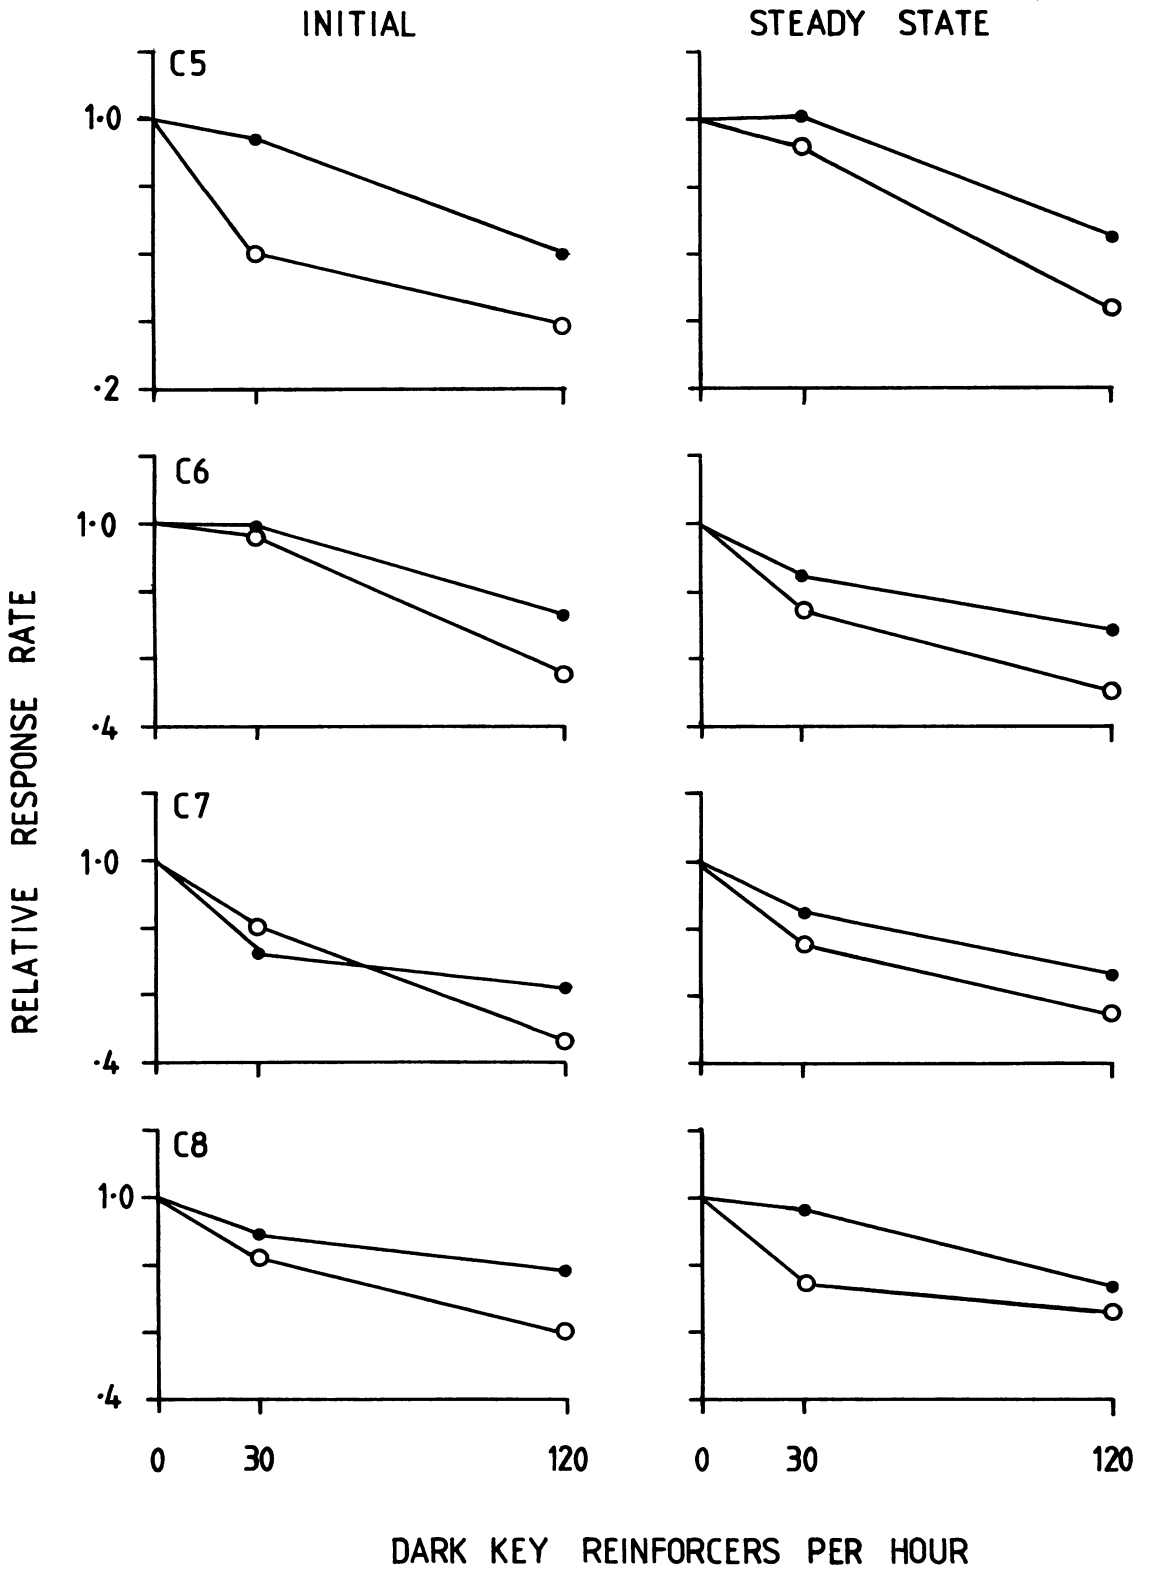 INITIAL STEADY STATE
C5
1·0
·2
C6
1·0
·4
C7
1·0
·4
C8
1·0
·4
0 30 120 0 30 120
RELATIVE RESPONSE RATE
DARK KEY REINFORCERS PER HOUR